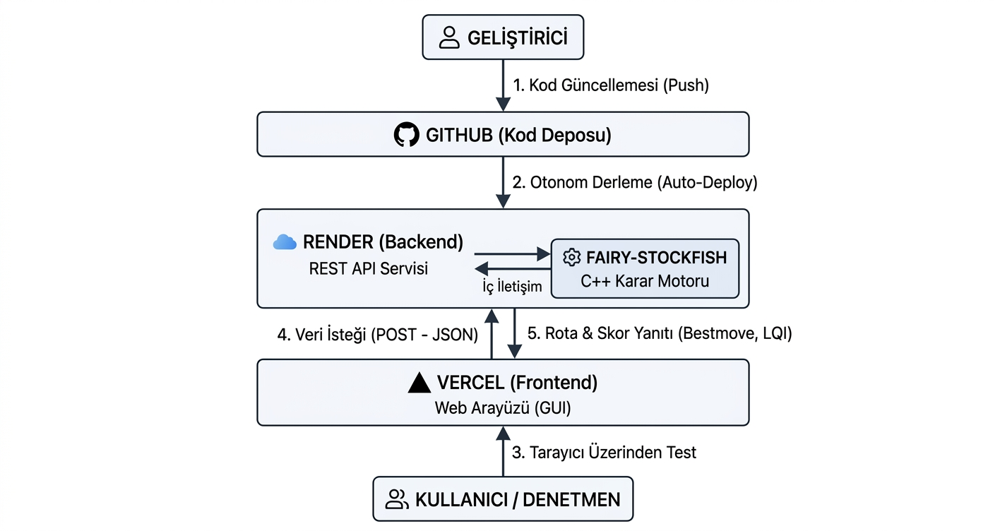 GELİŞTİRİCİ
1. Kod Güncellemesi (Push)
GITHUB (Kod Deposu)
2. Otonom Derleme (Auto-Deploy)
RENDER (Backend)
REST API Servisi
İç İletişim
FAIRY-STOCKFISH
C++ Karar Motoru
4. Veri İsteği (POST - JSON)
5. Rota & Skor Yanıtı (Bestmove, LQI)
VERCEL (Frontend)
Web Arayüzü (GUI)
3. Tarayıcı Üzerinden Test
KULLANICI / DENETMEN